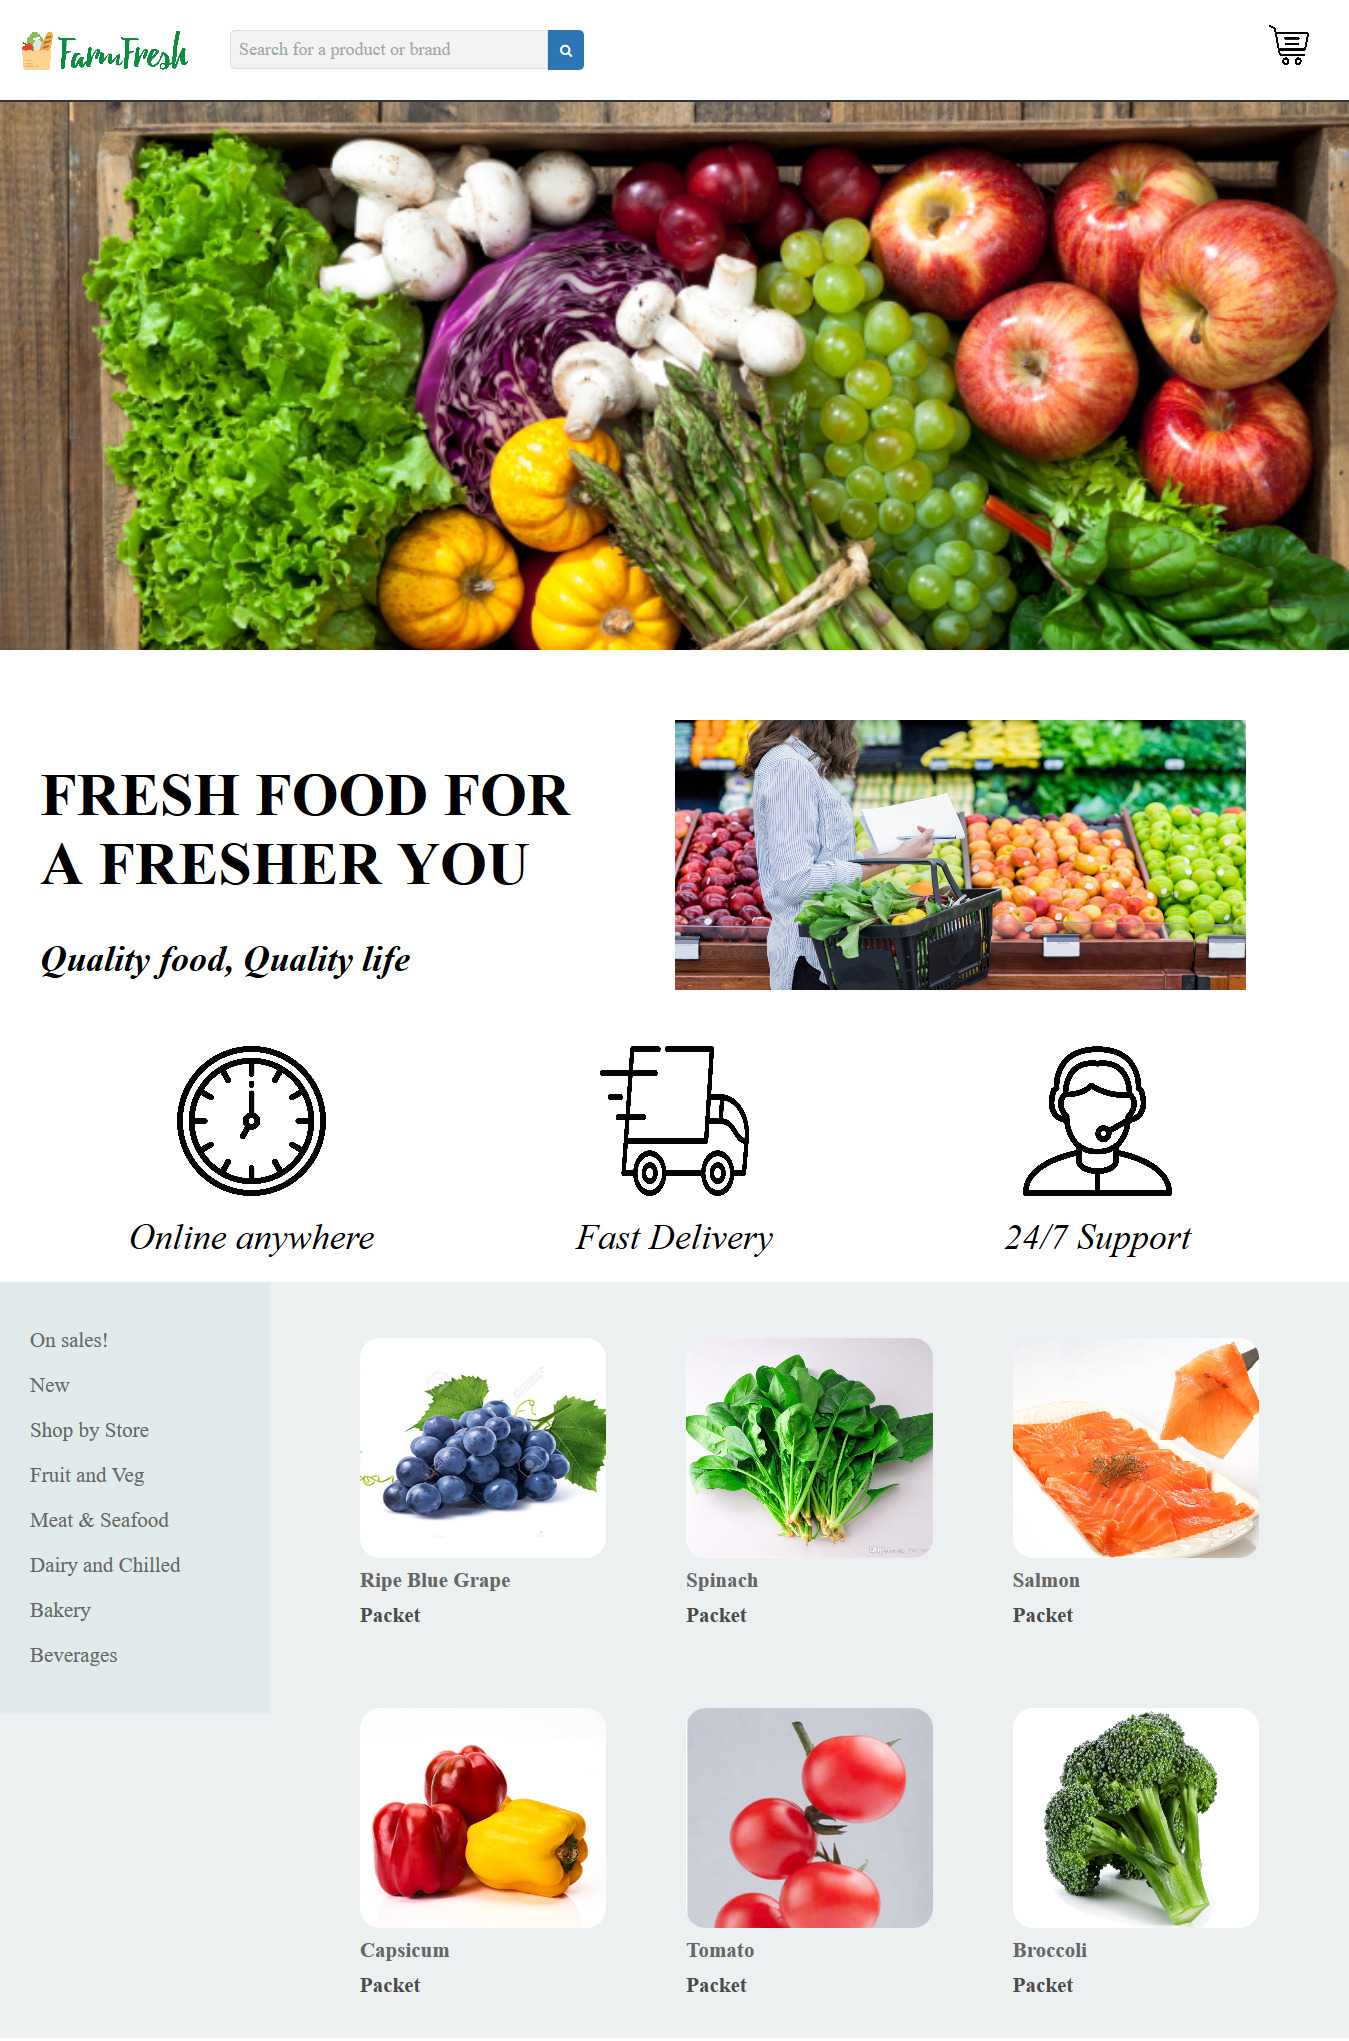 FarmFresh
Search for a product or brand
FRESH FOOD FOR
A FRESHER YOU
Quality food, Quality life
Online anywhere
Fast Delivery
24/7 Support
On sales!
New
Shop by Store
Fruit and Veg
Meat & Seafood
Dairy and Chilled
Bakery
Beverages
Ripe Blue Grape
Packet
Spinach
Packet
Salmon
Packet
Capsicum
Packet
Tomato
Packet
Broccoli
Packet